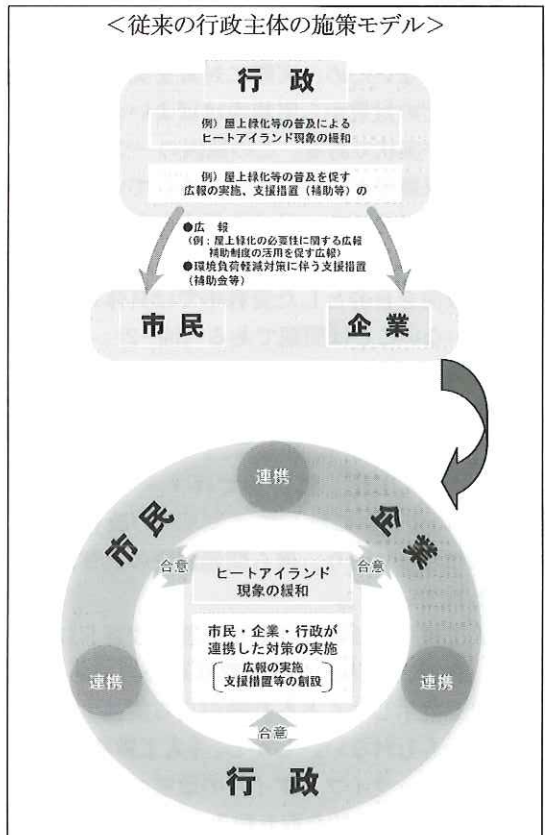 ＜従来の行政主体の施策モデル＞
行 政
例）屋上緑化等の普及による
ヒートアイランド現象の緩和
例）屋上緑化等の普及を促す
広報の実施、支援措置（補助等）の
●広 報
（例；屋上緑化の必要性に関する広報
補助制度の活用を促す広報）
●環境負荷軽減対策に伴う支援措置
（補助金等）
市 民
企 業
連携
市民
企業
合意
合意
ヒートアイランド
現象の緩和
市民・企業・行政が
連携した対策の実施
広報の実施
支援措置等の創設
連携
連携
合意
行 政